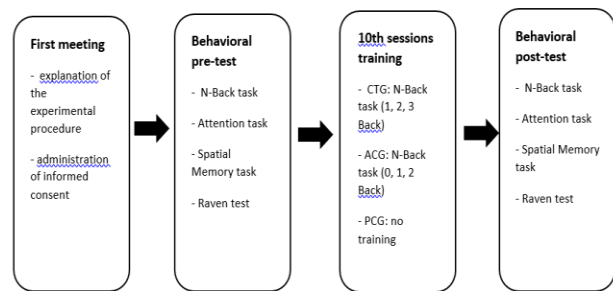 First meeting
- explanation of
the
experimental
procedure
- administration
of informed
consent
Behavioral
pre-test
- N-Back task
- Attention task
- Spatial
Memory task
- Raven test
10th sessions
training
- CTG: N-Back
task (1, 2, 3
Back)
- ACG: N-Back
task (0, 1, 2
Back)
- PCG: no
training
Behavioral
post-test
- N-Back task
- Attention task
- Spatial Memory
task
- Raven test